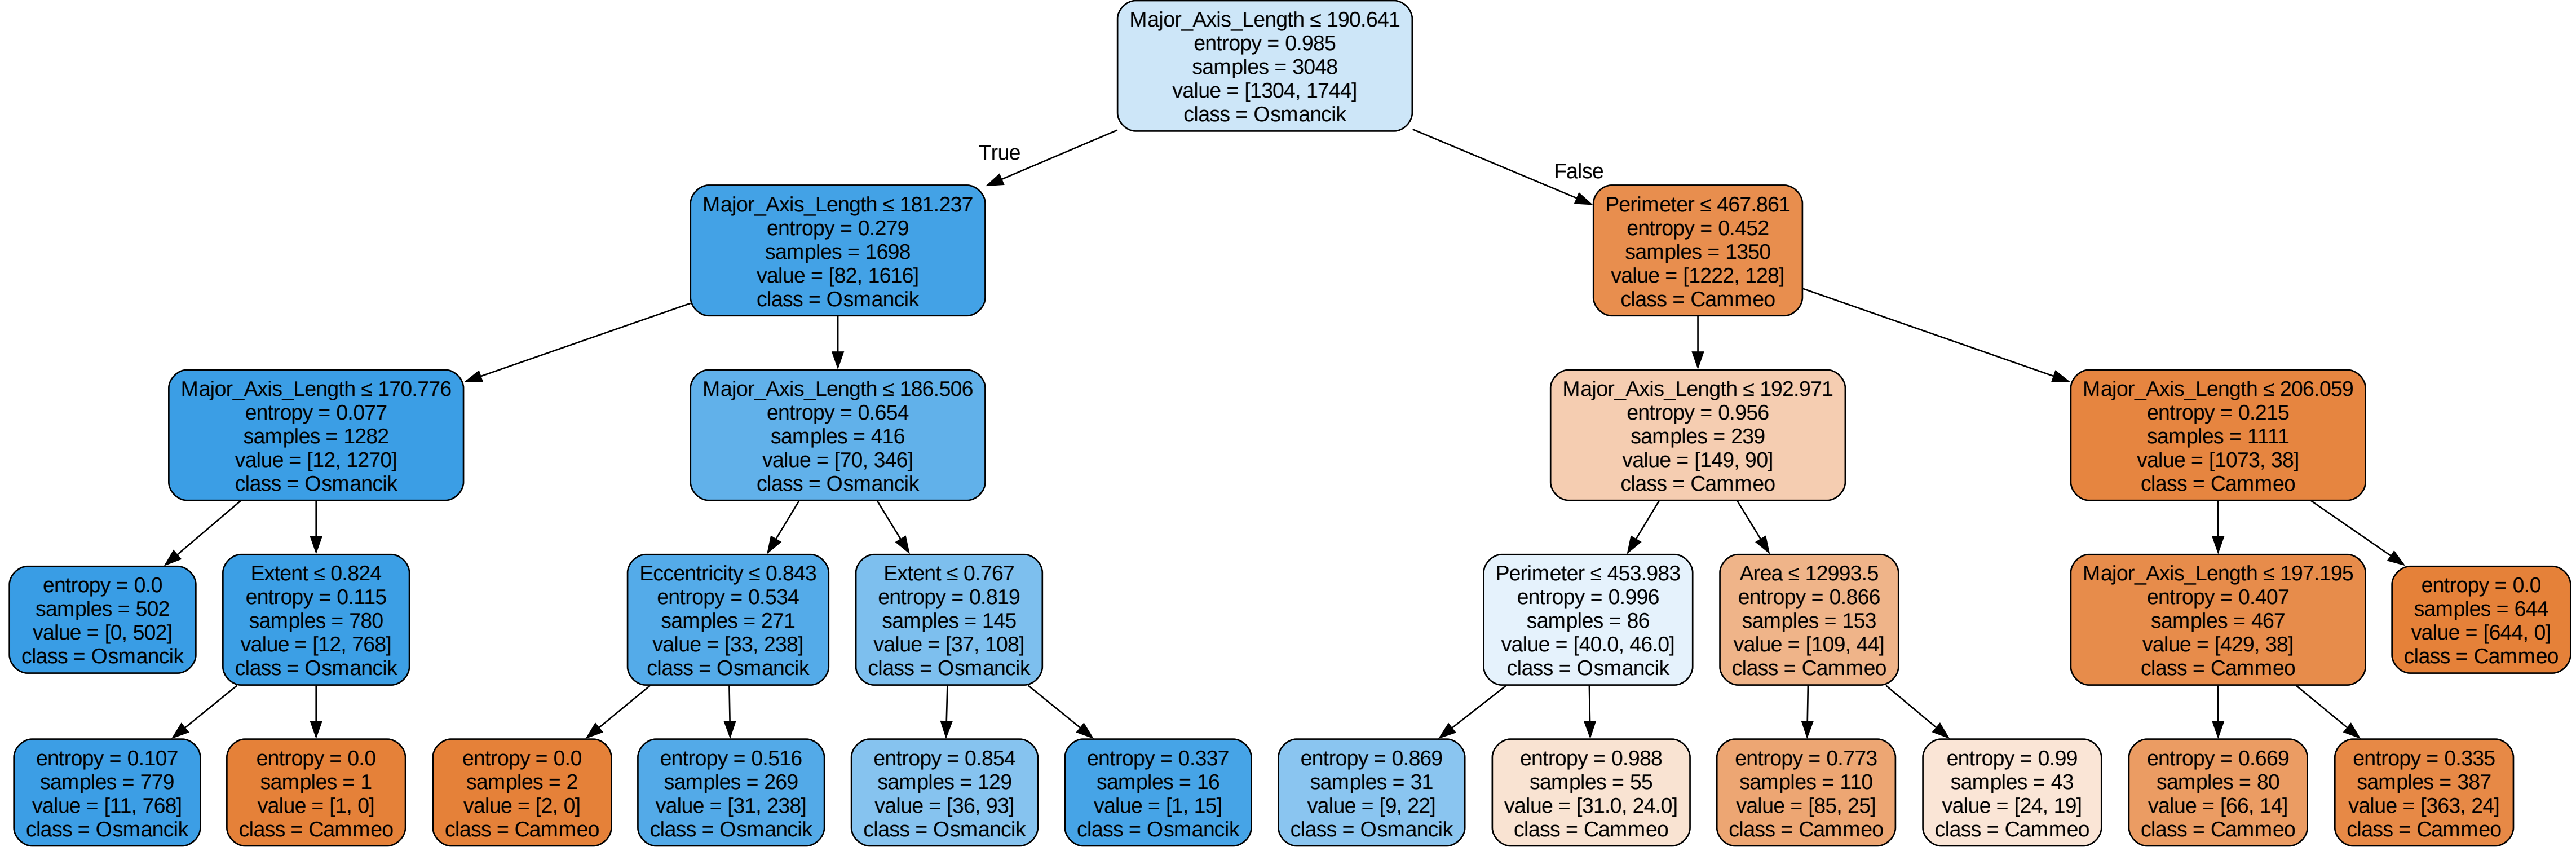 Major_Axis_Length ≤ 190.641
entropy = 0.985
samples = 3048
value = [1304, 1744]
class = Osmancik
True
False
Major_Axis_Length ≤ 181.237
entropy = 0.279
samples = 1698
value = [82, 1616]
class = Osmancik
Perimeter ≤ 467.861
entropy = 0.452
samples = 1350
value = [1222, 128]
class = Cammeo
Major_Axis_Length ≤ 170.776
entropy = 0.077
samples = 1282
value = [12, 1270]
class = Osmancik
Major_Axis_Length ≤ 186.506
entropy = 0.654
samples = 416
value = [70, 346]
class = Osmancik
Major_Axis_Length ≤ 192.971
entropy = 0.956
samples = 239
value = [149, 90]
class = Cammeo
Major_Axis_Length ≤ 206.059
entropy = 0.215
samples = 1111
value = [1073, 38]
class = Cammeo
entropy = 0.0
samples = 502
value = [0, 502]
class = Osmancik
Extent ≤ 0.824
entropy = 0.115
samples = 780
value = [12, 768]
class = Osmancik
Eccentricity ≤ 0.843
entropy = 0.534
samples = 271
value = [33, 238]
class = Osmancik
Extent ≤ 0.767
entropy = 0.819
samples = 145
value = [37, 108]
class = Osmancik
Perimeter ≤ 453.983
entropy = 0.996
samples = 86
value = [40.0, 46.0]
class = Osmancik
Area ≤ 12993.5
entropy = 0.866
samples = 153
value = [109, 44]
class = Cammeo
Major_Axis_Length ≤ 197.195
entropy = 0.407
samples = 467
value = [429, 38]
class = Cammeo
entropy = 0.0
samples = 644
value = [644, 0]
class = Cammeo
entropy = 0.107
samples = 779
value = [11, 768]
class = Osmancik
entropy = 0.0
samples = 1
value = [1, 0]
class = Cammeo
entropy = 0.0
samples = 2
value = [2, 0]
class = Cammeo
entropy = 0.516
samples = 269
value = [31, 238]
class = Osmancik
entropy = 0.854
samples = 129
value = [36, 93]
class = Osmancik
entropy = 0.337
samples = 16
value = [1, 15]
class = Osmancik
entropy = 0.869
samples = 31
value = [9, 22]
class = Osmancik
entropy = 0.988
samples = 55
value = [31.0, 24.0]
class = Cammeo
entropy = 0.773
samples = 110
value = [85, 25]
class = Cammeo
entropy = 0.99
samples = 43
value = [24, 19]
class = Cammeo
entropy = 0.669
samples = 80
value = [66, 14]
class = Cammeo
entropy = 0.335
samples = 387
value = [363, 24]
class = Cammeo